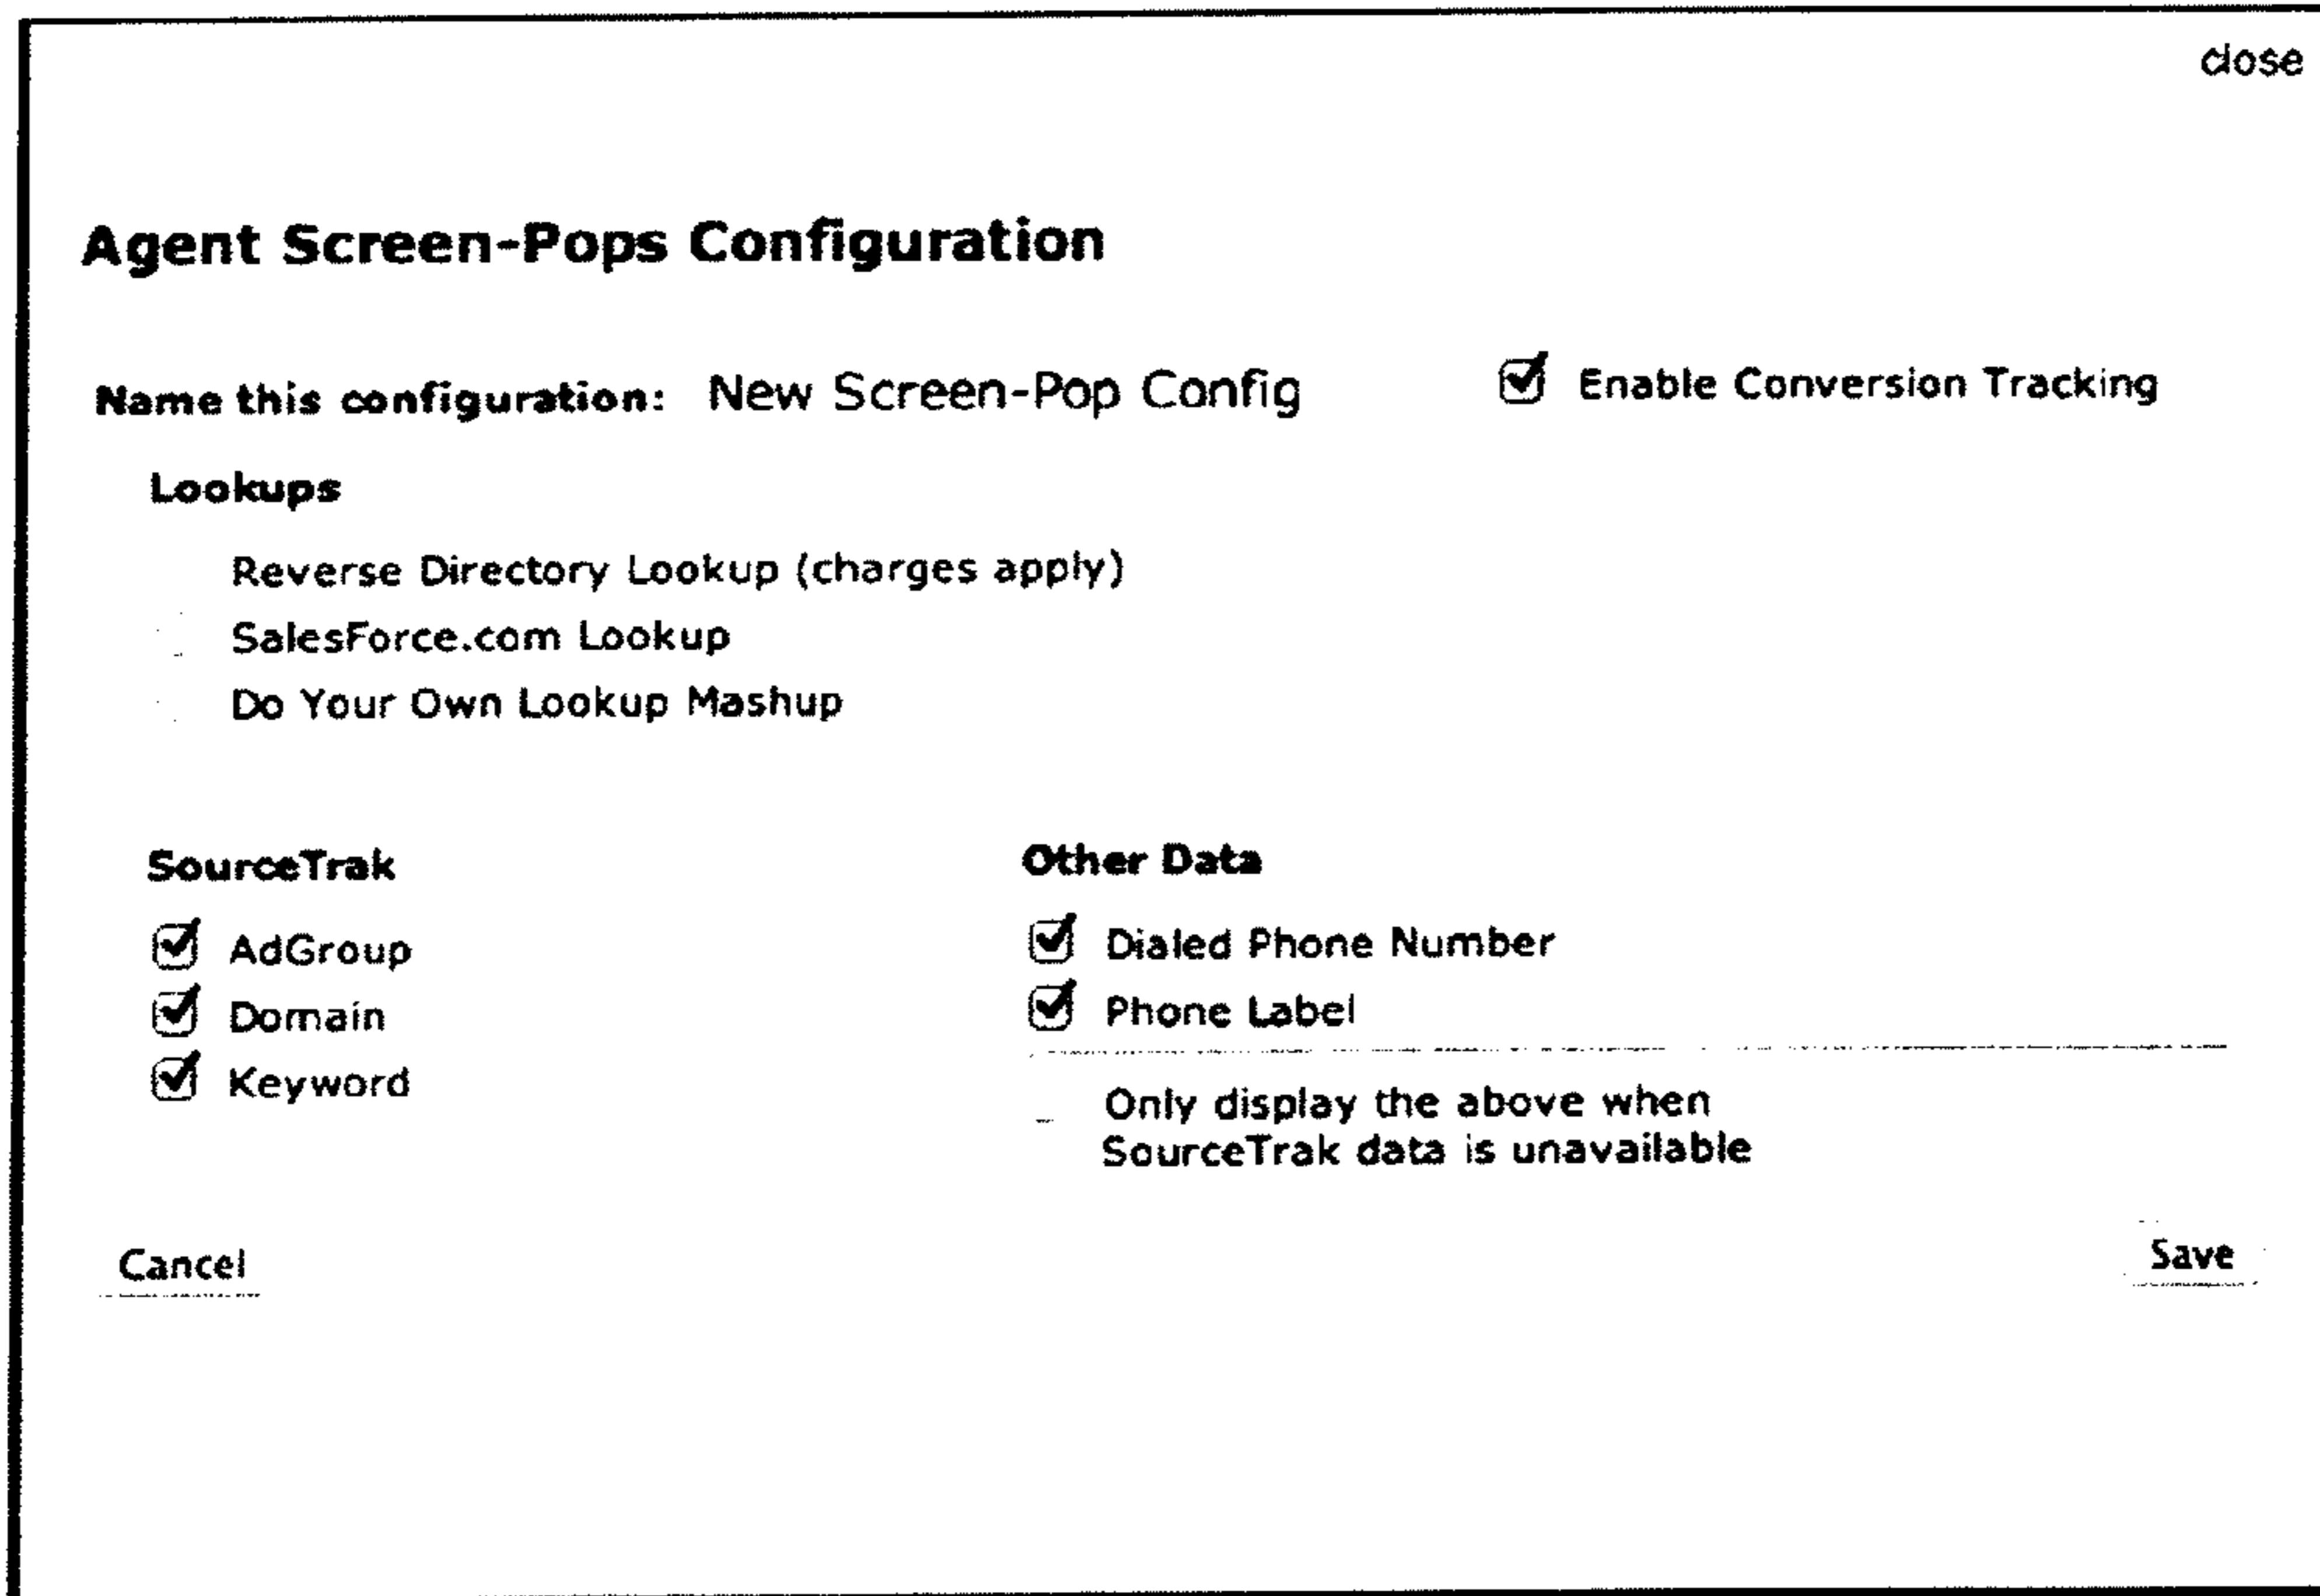 close
Agent Screen-Pops Configuration
Name this configuration: New Screen-Pop Config
Enable Conversion Tracking
Lookups
Reverse Directory Lookup (charges apply)
SalesForce.com Lookup
Do Your Own Lookup Mashup
SourceTrak
AdGroup
Domain
Keyword
Other Data
Dialed Phone Number
Phone Label
Only display the above when
SourceTrak data is unavailable
Cancel
Save